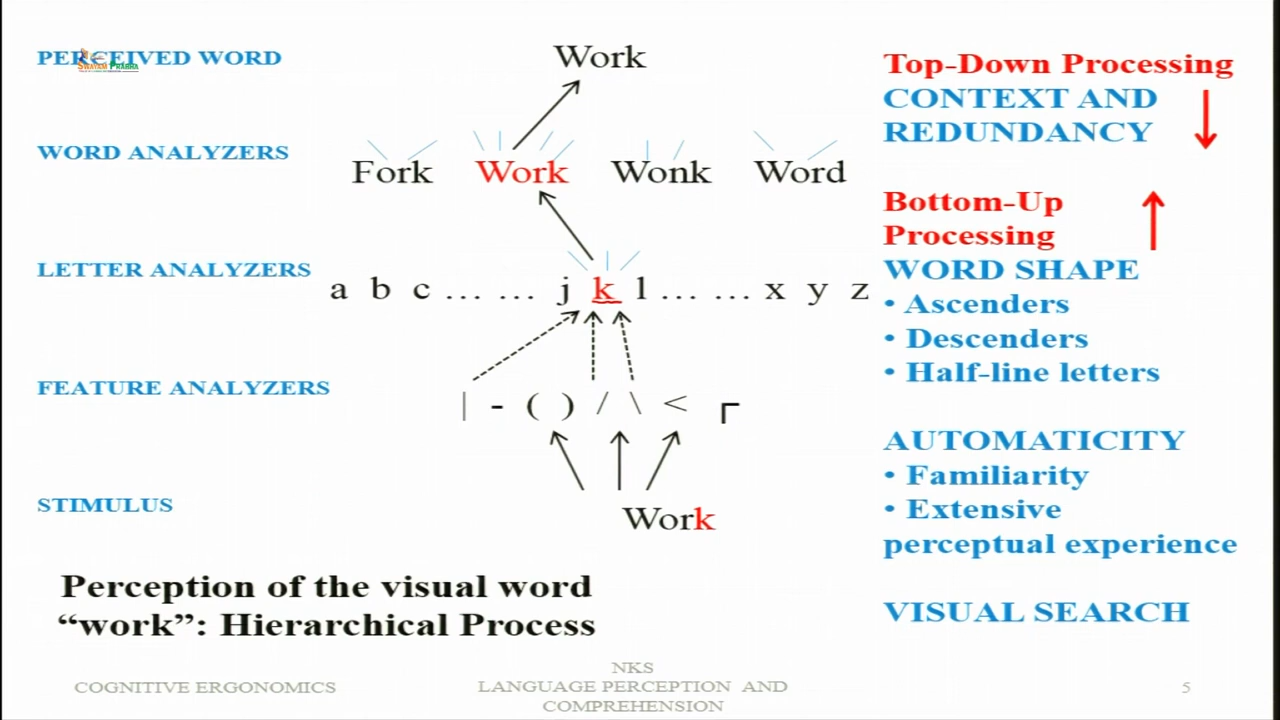 PERCEIVED WORD
SWAYAM PRABHA
Work
WORD ANALYZERS
Fork Work Wonk Word
LETTER ANALYZERS
a b c ... ... j k l ... ... x y z
FEATURE ANALYZERS
| - ( ) / \ < ┌
STIMULUS
Work
Perception of the visual word
“work”: Hierarchical Process
Top-Down Processing
CONTEXT AND
REDUNDANCY
Bottom-Up
Processing
WORD SHAPE
• Ascenders
• Descenders
• Half-line letters
AUTOMATICITY
• Familiarity
• Extensive
perceptual experience
VISUAL SEARCH
COGNITIVE ERGONOMICS
NKS
LANGUAGE PERCEPTION AND
COMPREHENSION
5